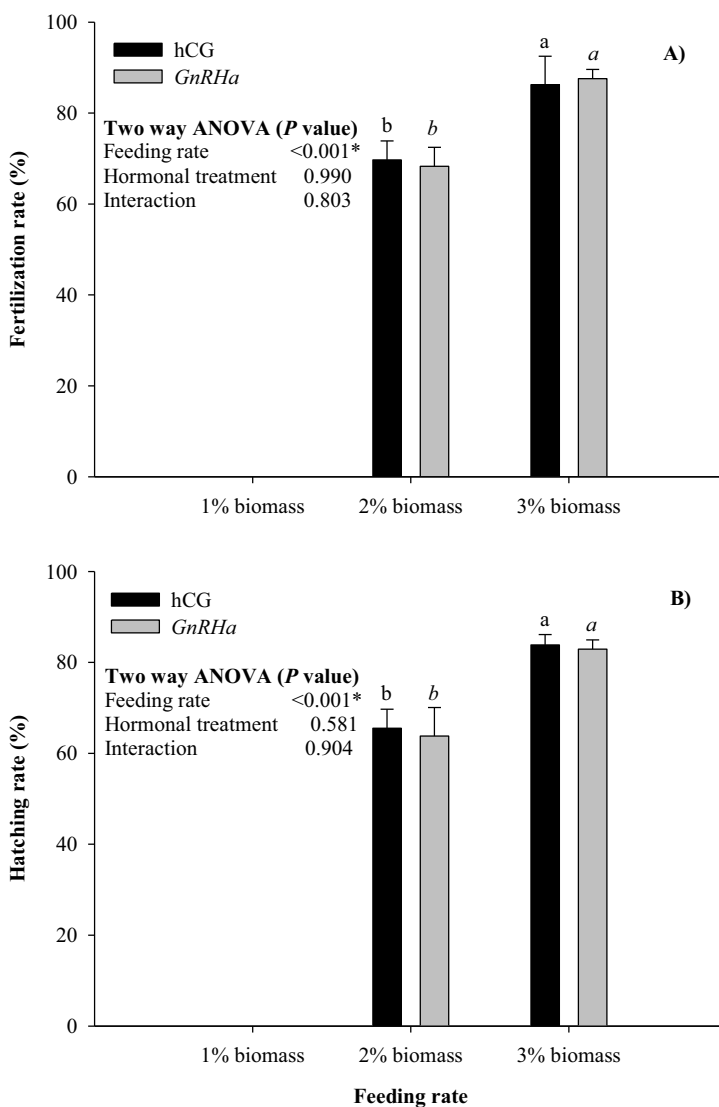 100
80
60
40
20
0
Fertilization rate (%)
hCG
GnRHa
A)
Two way ANOVA (P value)
Feeding rate <0.001*
Hormonal treatment 0.990
Interaction 0.803
b b
a a
1% biomass 2% biomass 3% biomass
100
80
60
40
20
0
Hatching rate (%)
hCG
GnRHa
B)
Two way ANOVA (P value)
Feeding rate <0.001*
Hormonal treatment 0.581
Interaction 0.904
b b
a a
1% biomass 2% biomass 3% biomass
Feeding rate